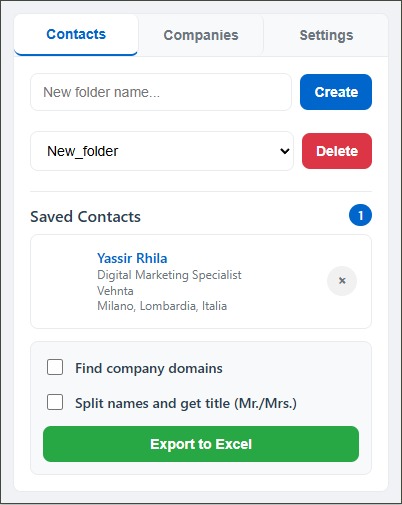 Contacts
Companies
Settings
New folder name...
Create
New_folder
Delete
Saved Contacts
1
Yassir Rhila
Digital Marketing Specialist
Vehnta
Milano, Lombardia, Italia
×
Find company domains
Split names and get title (Mr./Mrs.)
Export to Excel